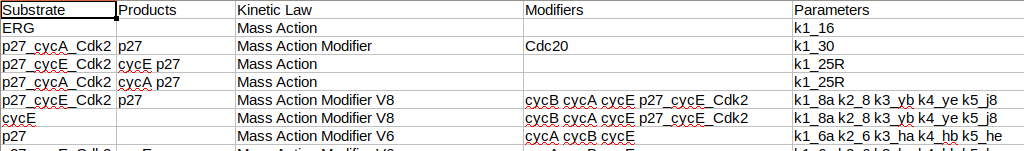 Substrate Products Kinetic Law Modifiers Parameters
ERG Mass Action k1_16
p27_cycA_Cdk2 p27 Mass Action Modifier Cdc20 k1_30
p27_cycE_Cdk2 cycE p27 Mass Action k1_25R
p27_cycA_Cdk2 cycA p27 Mass Action k1_25R
p27_cycE_Cdk2 p27 Mass Action Modifier V8 cycB cycA cycE p27_cycE_Cdk2 k1_8a k2_8 k3_yb k4_ye k5_j8
cycE Mass Action Modifier V8 cycB cycA cycE p27_cycE_Cdk2 k1_8a k2_8 k3_yb k4_ye k5_j8
p27 Mass Action Modifier V6 cycA cycB cycE k1_6a k2_6 k3_ha k4_hb k5_he